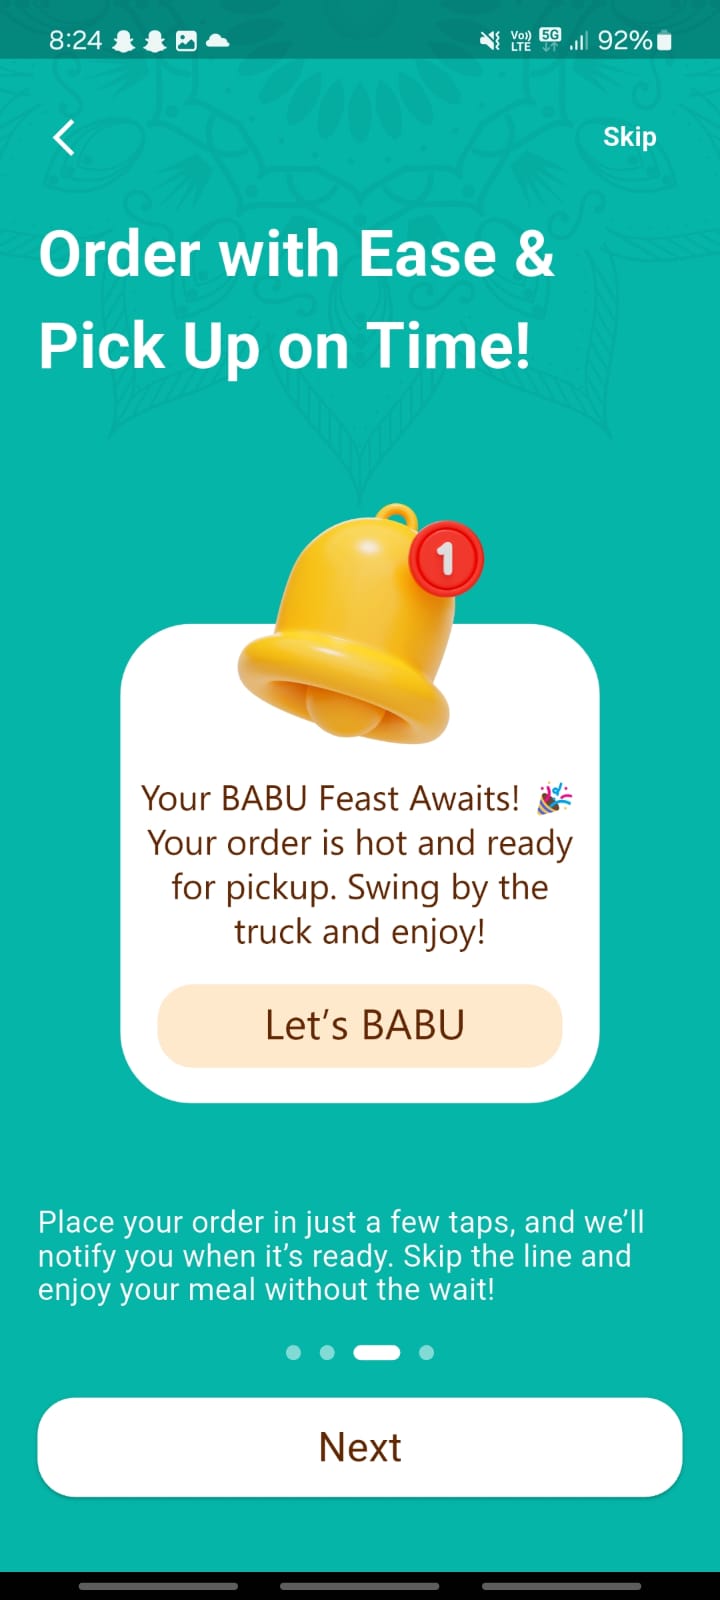 8:24 Vo)) LTE 5G 92%
Skip
Order with Ease &
Pick Up on Time!
1
Your BABU Feast Awaits! 🎉
Your order is hot and ready
for pickup. Swing by the
truck and enjoy!
Let's BABU
Place your order in just a few taps, and we'll
notify you when it's ready. Skip the line and
enjoy your meal without the wait!
Next